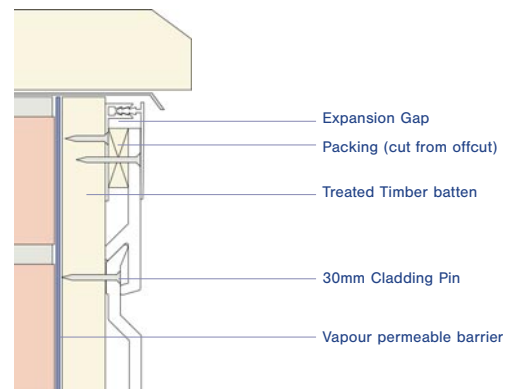 Expansion Gap
Packing (cut from offcut)
Treated Timber batten
30mm Cladding Pin
Vapour permeable barrier